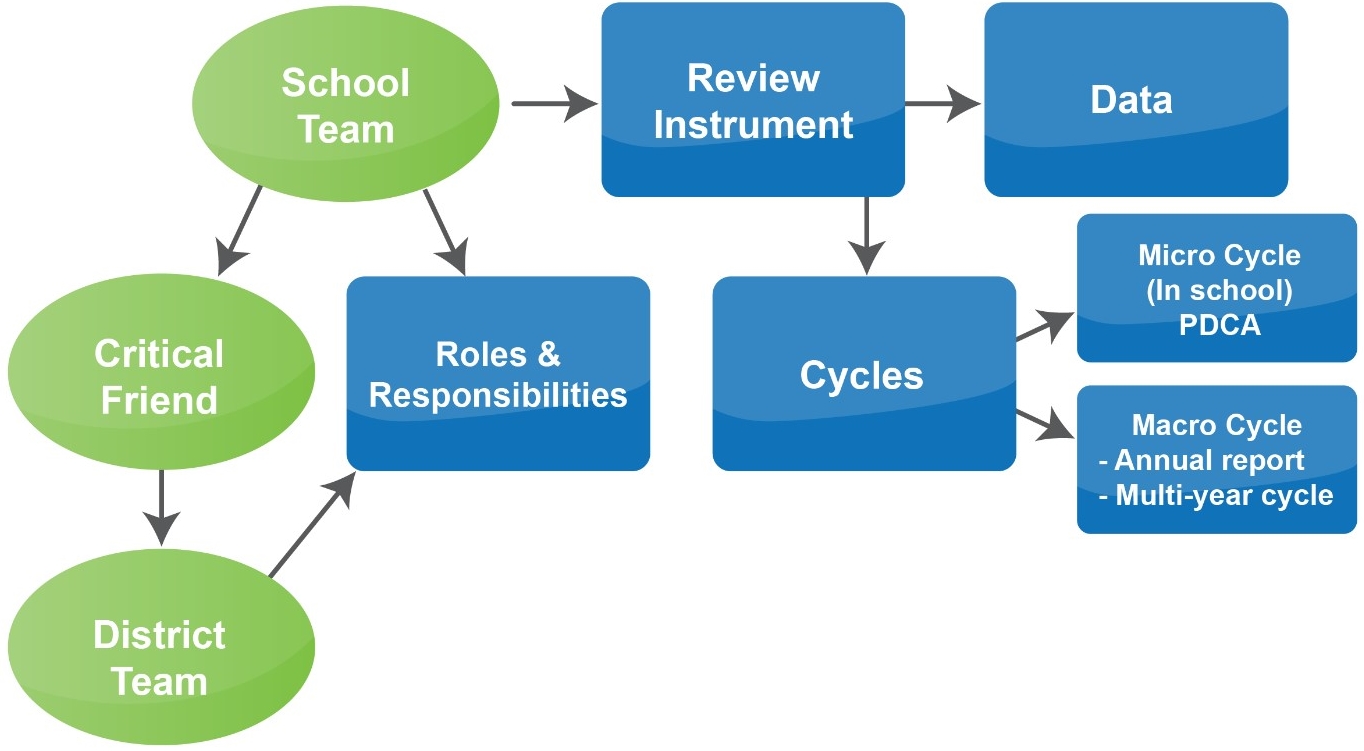 School
Team
Review
Instrument
Data
Critical
Friend
Roles &
Responsibilities
Cycles
Micro Cycle
(In school)
PDCA
Macro Cycle
- Annual report
- Multi-year cycle
District
Team